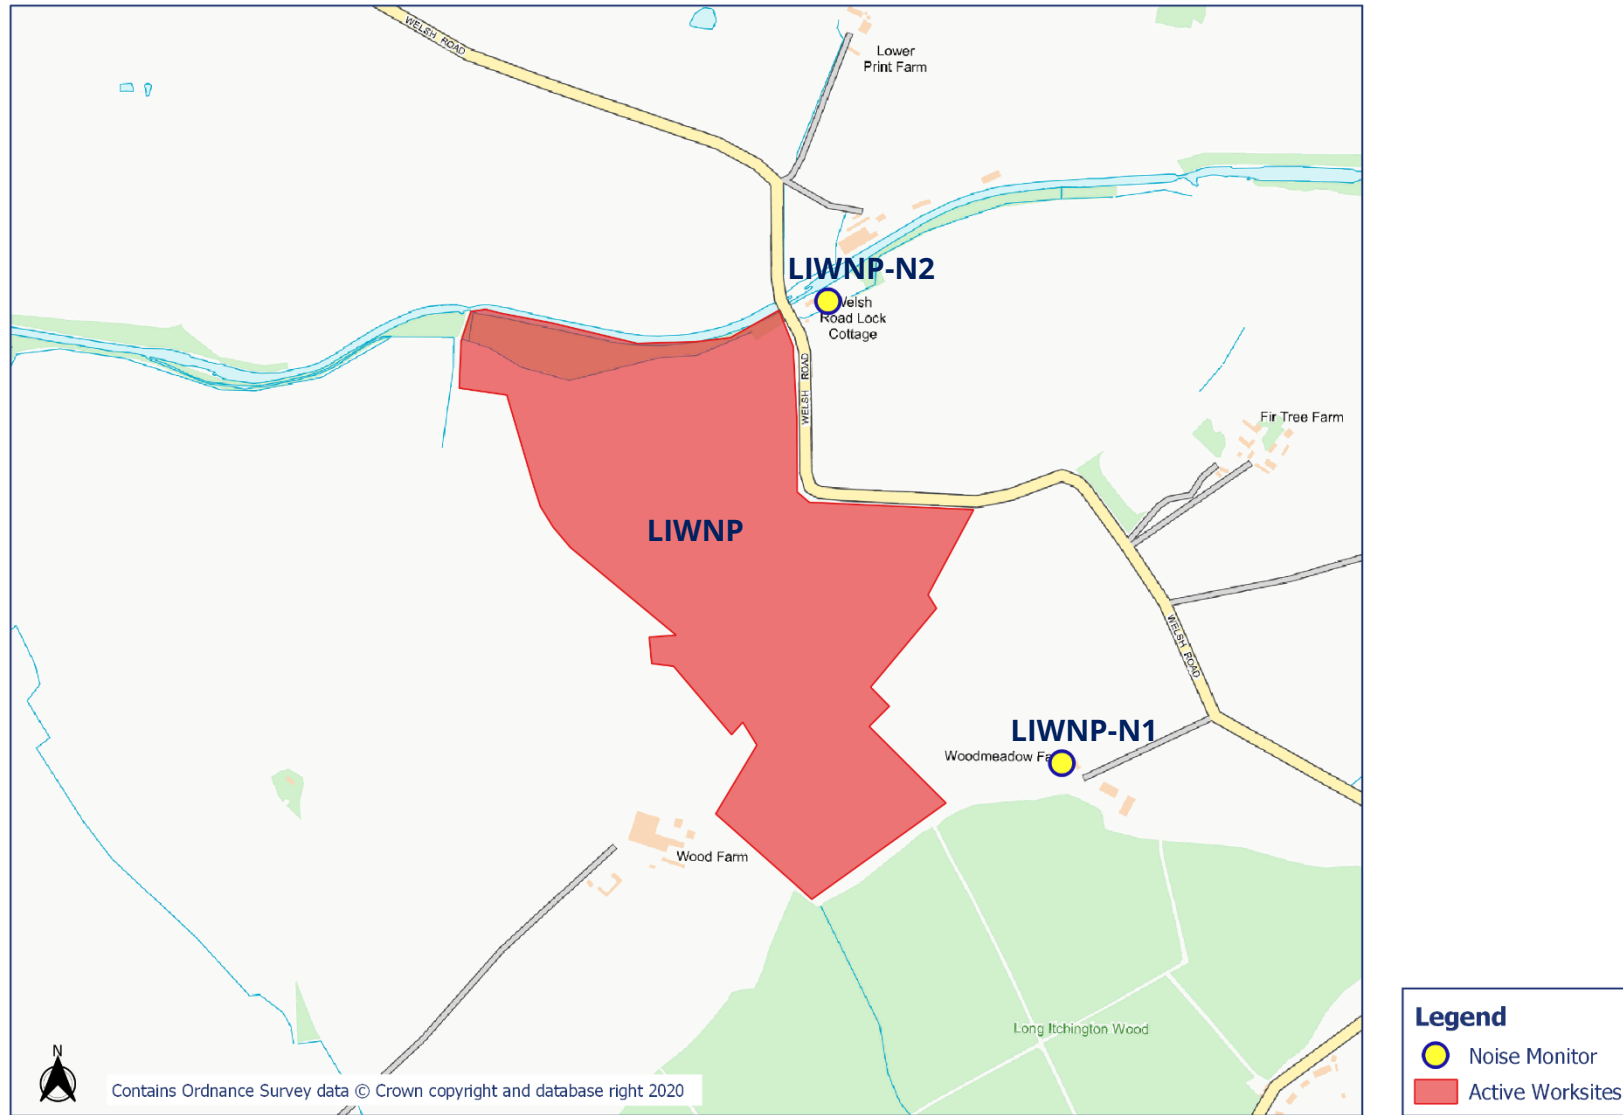 WELSH ROAD
Lower
Print Farm
LIWNP-N2
Welsh
Road Lock
Cottage
WELSH ROAD
Fir Tree Farm
LIWNP
WELSH ROAD
LIWNP-N1
Woodmeadow Fa
Wood Farm
Long Itchington Wood
N
Contains Ordnance Survey data © Crown copyright and database right 2020
Legend
Noise Monitor
Active Worksites